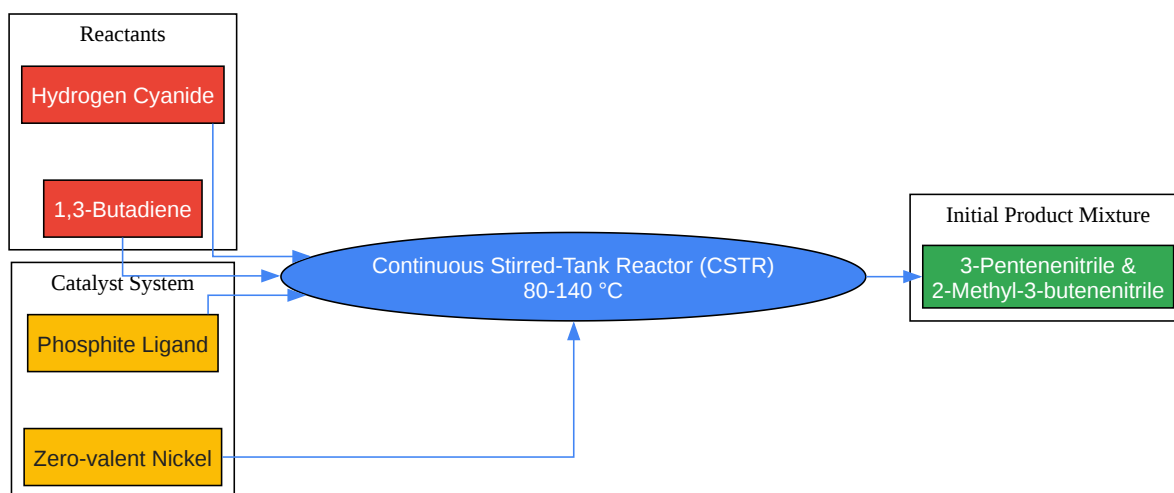 Reactants
Hydrogen Cyanide
1,3-Butadiene
Catalyst System
Phosphite Ligand
Zero-valent Nickel
Continuous Stirred-Tank Reactor (CSTR)
80-140 °C
Initial Product Mixture
3-Pentenenitrile &
2-Methyl-3-butenenitrile